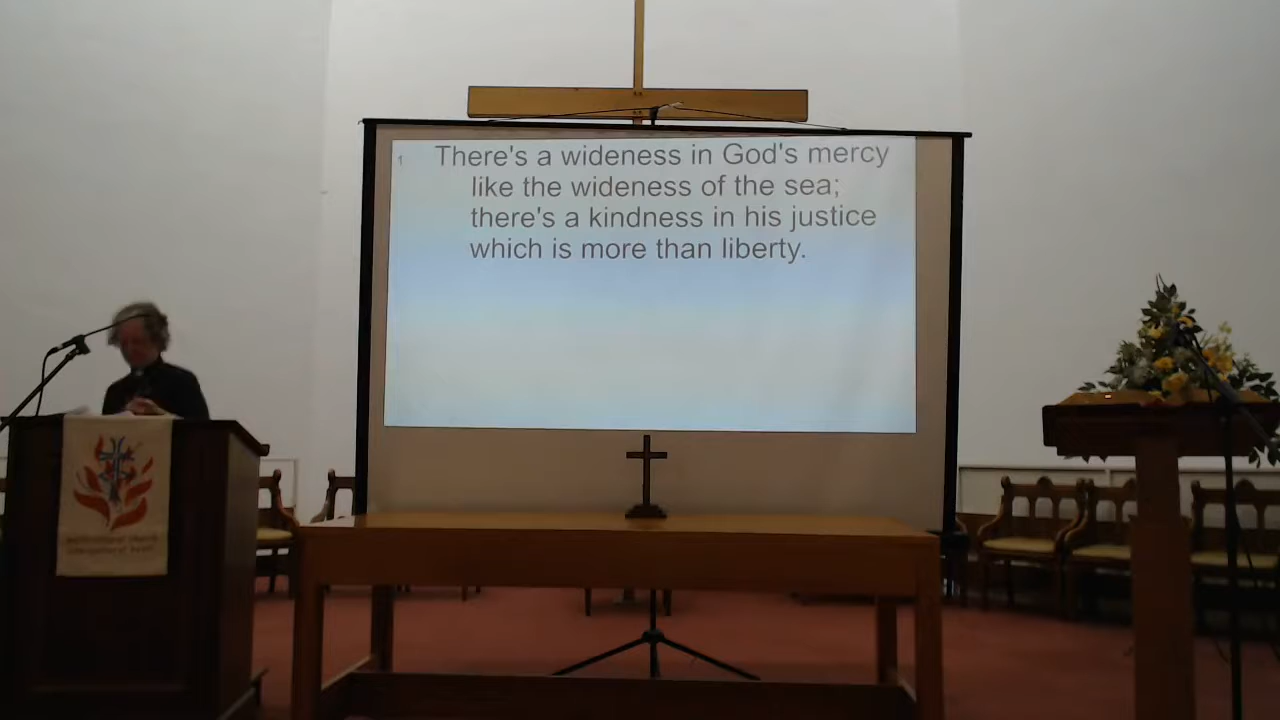 1 There's a wideness in God's mercy
like the wideness of the sea;
there's a kindness in his justice
which is more than liberty.